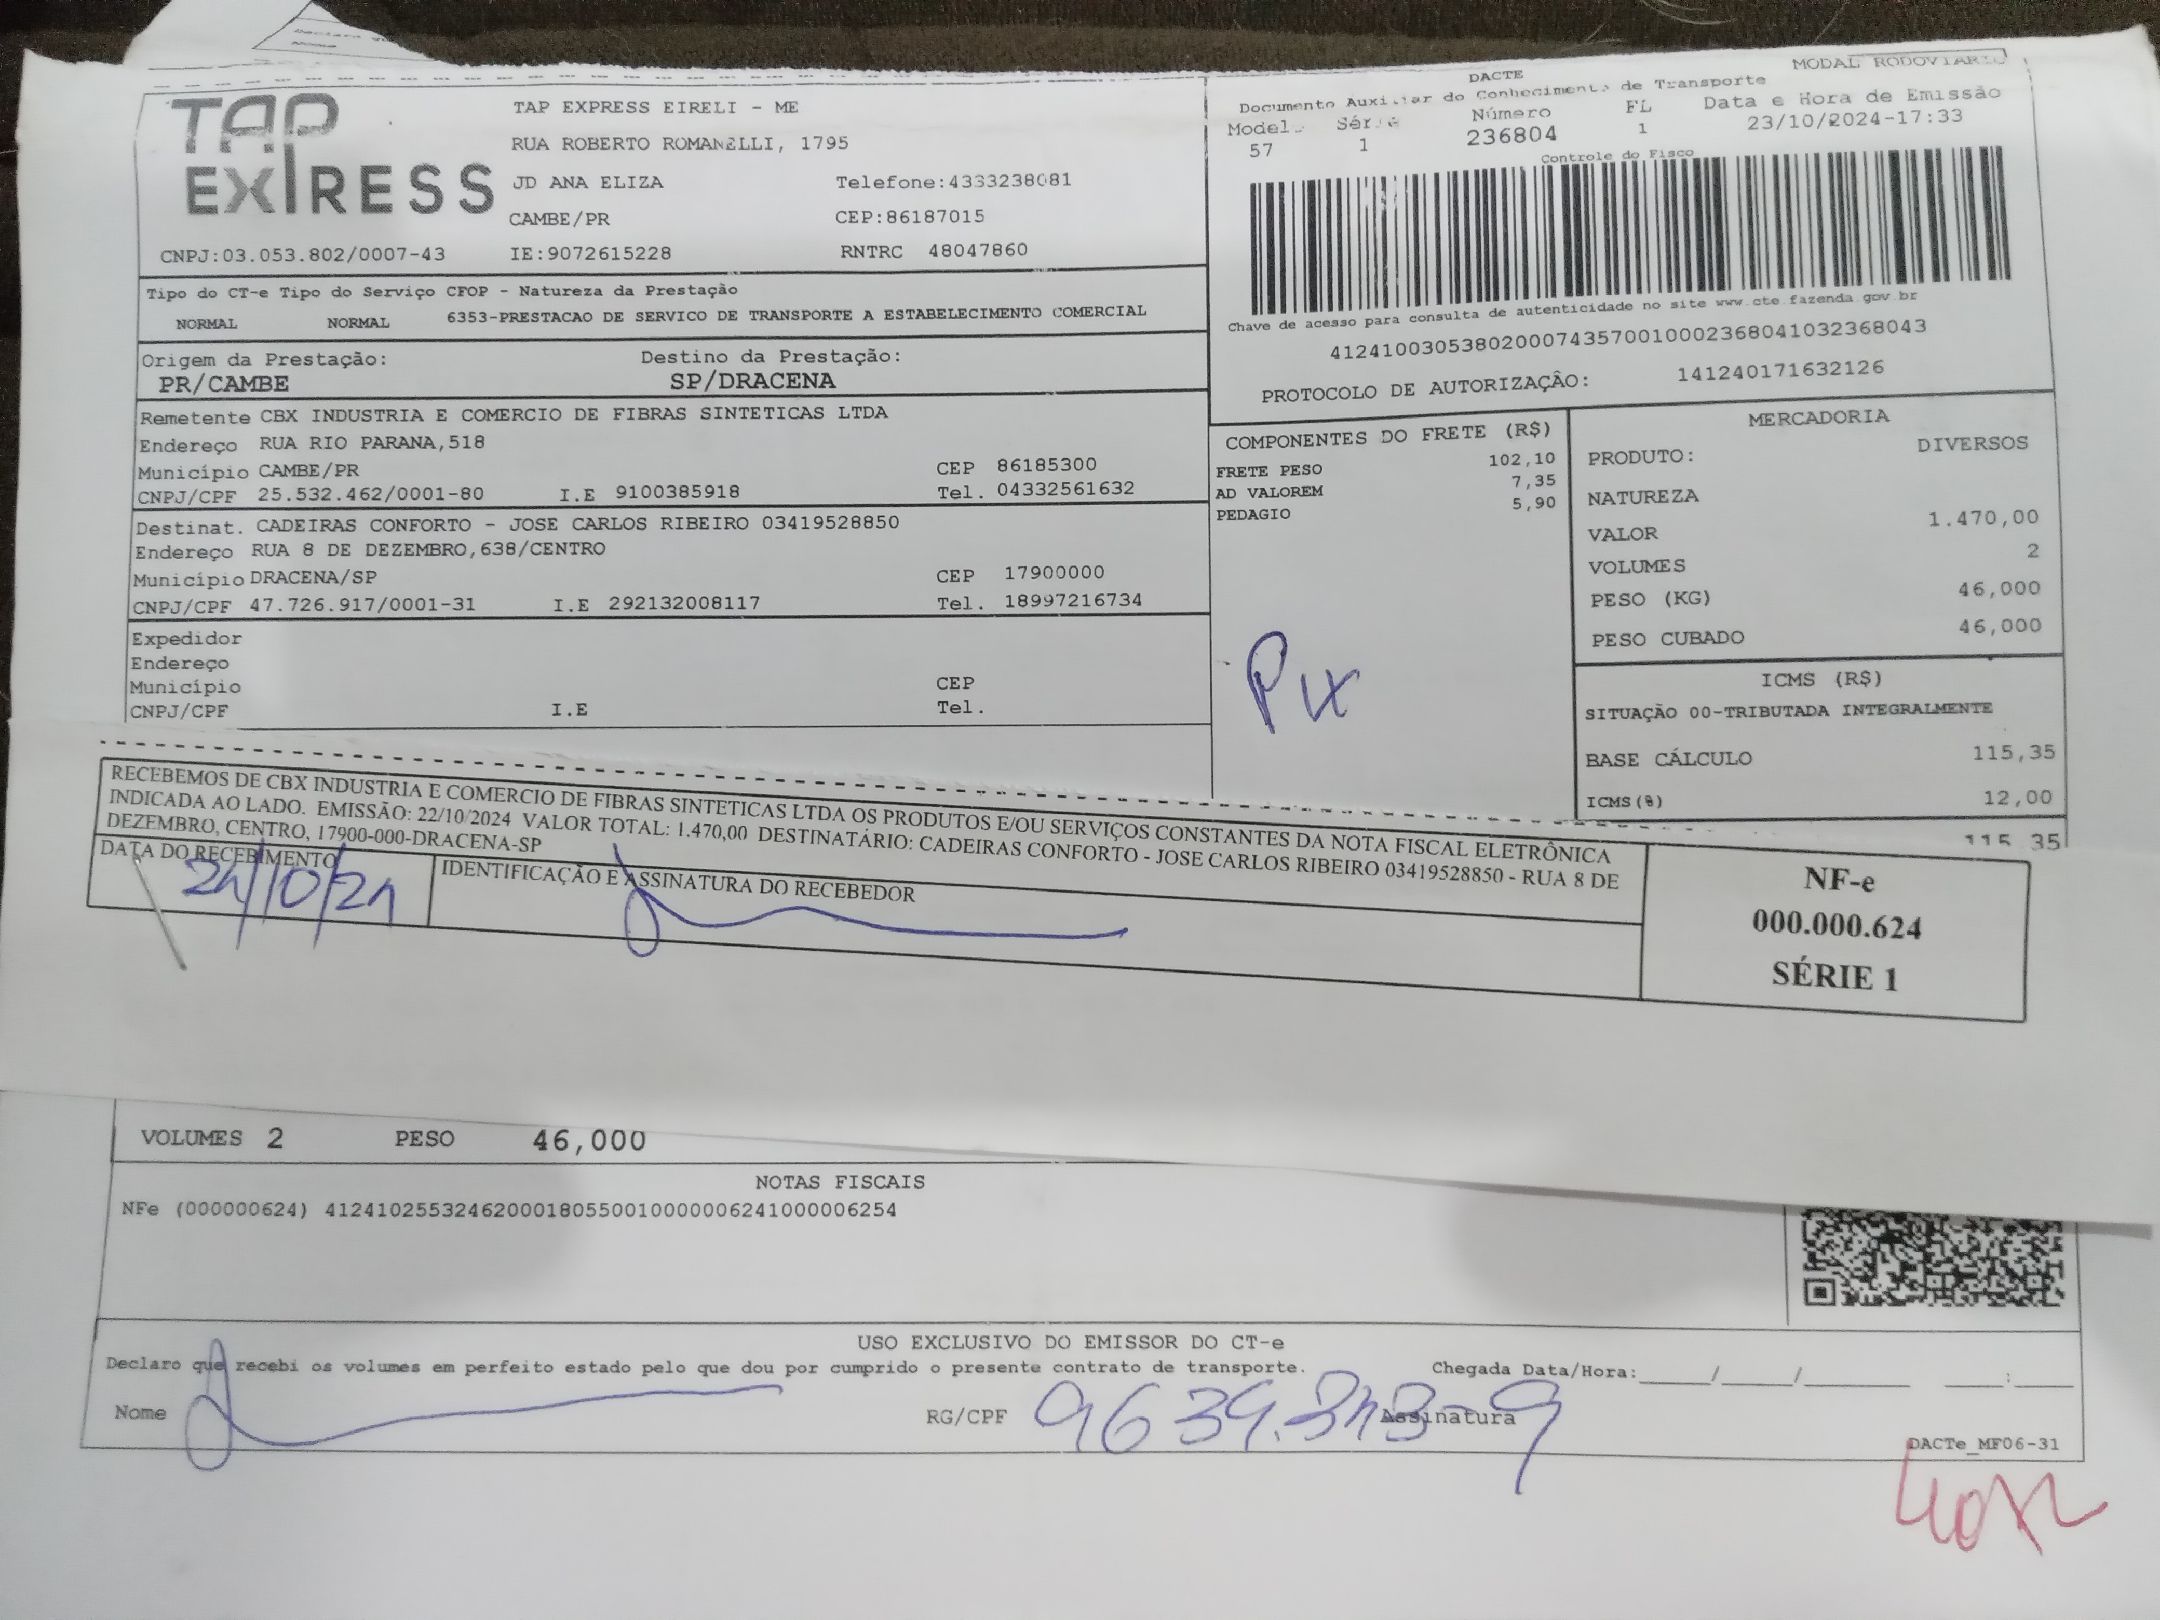 TAP EXPRESS
TAP EXPRESS EIRELI - ME
RUA ROBERTO ROMANELLI, 1795
JD ANA ELIZA Telefone:4333238081
CAMBE/PR CEP:86187015
CNPJ:03.053.802/0007-43 IE:9072615228 RNTRC 48047860
MODAL RODOVIARIO
DACTE
Documento Auxiliar do Conhecimento de Transporte
Modelo Série Número FL Data e Hora de Emissão
57 1 236804 1 23/10/2024-17:33
Controle do Fisco
Chave de acesso para consulta de autenticidade no site www.cte.fazenda.gov.br
41241003053802000743570010002368041032368043
PROTOCOLO DE AUTORIZAÇÃO: 141240171632126
Tipo do CT-e Tipo do Serviço CFOP - Natureza da Prestação
NORMAL NORMAL 6353-PRESTACAO DE SERVICO DE TRANSPORTE A ESTABELECIMENTO COMERCIAL
Origem da Prestação: Destino da Prestação:
PR/CAMBE SP/DRACENA
Remetente CBX INDUSTRIA E COMERCIO DE FIBRAS SINTETICAS LTDA
Endereço RUA RIO PARANA,518
Município CAMBE/PR CEP 86185300
CNPJ/CPF 25.532.462/0001-80 I.E 9100385918 Tel. 04332561632
Destinat. CADEIRAS CONFORTO - JOSE CARLOS RIBEIRO 03419528850
Endereço RUA 8 DE DEZEMBRO,638/CENTRO
Município DRACENA/SP CEP 17900000
CNPJ/CPF 47.726.917/0001-31 I.E 292132008117 Tel. 18997216734
Expedidor
Endereço
Município CEP
CNPJ/CPF I.E Tel.
COMPONENTES DO FRETE (R$)
FRETE PESO 102,10
AD VALOREM 7,35
PEDAGIO 5,90
Pix
MERCADORIA
PRODUTO: DIVERSOS
NATUREZA
VALOR 1.470,00
VOLUMES 2
PESO (KG) 46,000
PESO CUBADO 46,000
ICMS (R$)
SITUAÇÃO 00-TRIBUTADA INTEGRALMENTE
BASE CÁLCULO 115,35
ICMS(%) 12,00
115,35
RECEBEMOS DE CBX INDUSTRIA E COMERCIO DE FIBRAS SINTETICAS LTDA OS PRODUTOS E/OU SERVIÇOS CONSTANTES DA NOTA FISCAL ELETRÔNICA
INDICADA AO LADO. EMISSÃO: 22/10/2024 VALOR TOTAL: 1.470,00 DESTINATÁRIO: CADEIRAS CONFORTO - JOSE CARLOS RIBEIRO 03419528850 - RUA 8 DE
DEZEMBRO, CENTRO, 17900-000-DRACENA-SP
DATA DO RECEBIMENTO IDENTIFICAÇÃO E ASSINATURA DO RECEBEDOR
24/10/24
NF-e
000.000.624
SÉRIE 1
VOLUMES 2 PESO 46,000
NOTAS FISCAIS
NFe (000000624) 41241025532462000180550010000006241000006254
USO EXCLUSIVO DO EMISSOR DO CT-e
Declaro que recebi os volumes em perfeito estado pelo que dou por cumprido o presente contrato de transporte. Chegada Data/Hora:____/____/______ ___:___
Nome RG/CPF 9639.343-9 Assinatura
DACTe_MF06-31